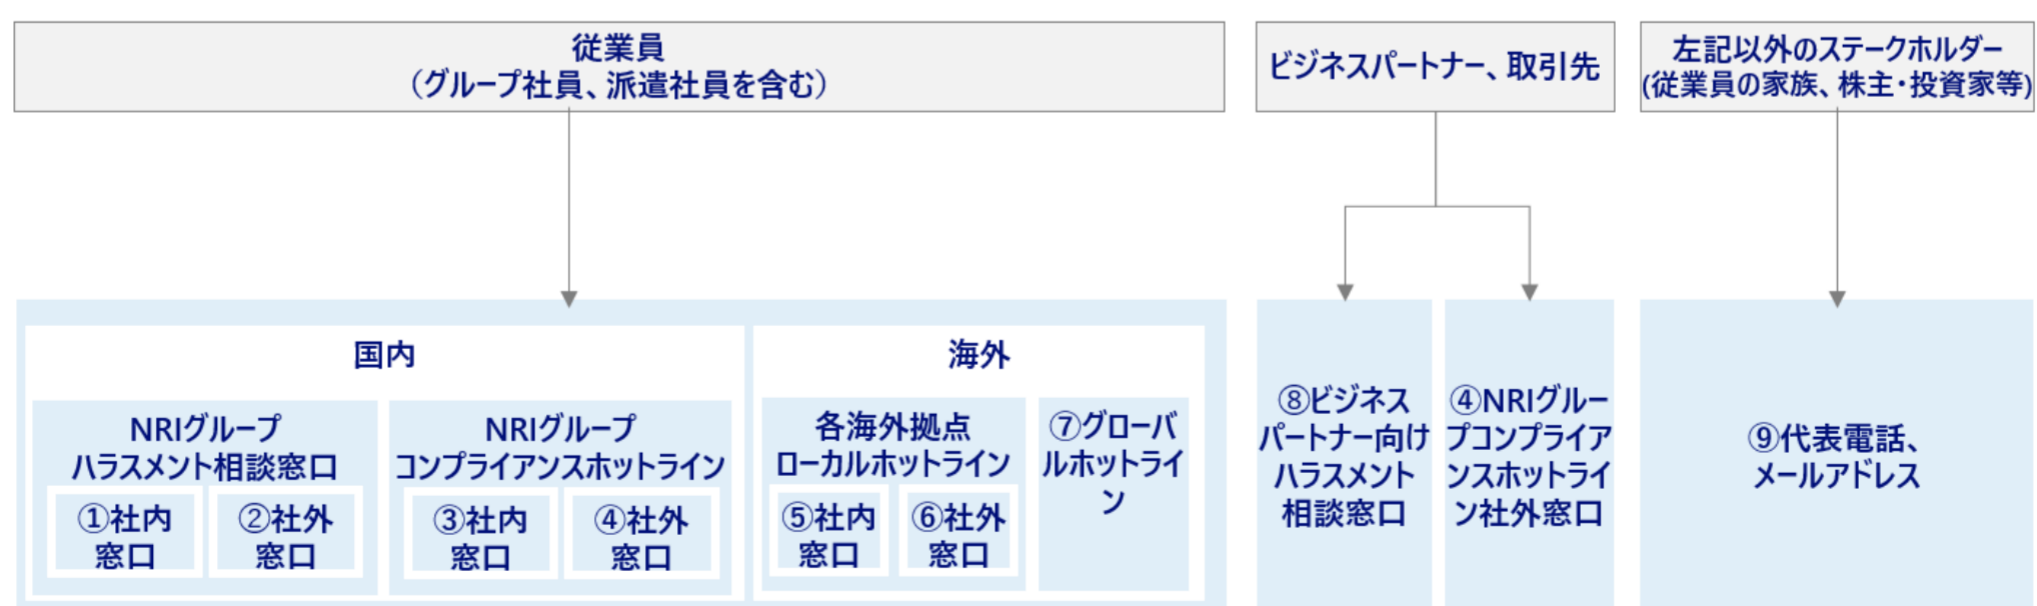 従業員
（グループ社員、派遣社員を含む）
ビジネスパートナー、取引先
左記以外のステークホルダー
(従業員の家族、株主・投資家等)
国内
NRIグループ
ハラスメント相談窓口
①社内
窓口
②社外
窓口
NRIグループ
コンプライアンスホットライン
③社内
窓口
④社外
窓口
海外
各海外拠点
ローカルホットライン
⑤社内
窓口
⑥社外
窓口
⑦グローバ
ルホットライ
ン
⑧ビジネス
パートナー向け
ハラスメント
相談窓口
④NRIグルー
プコンプライア
ンスホットライ
ン社外窓口
⑨代表電話、
メールアドレス